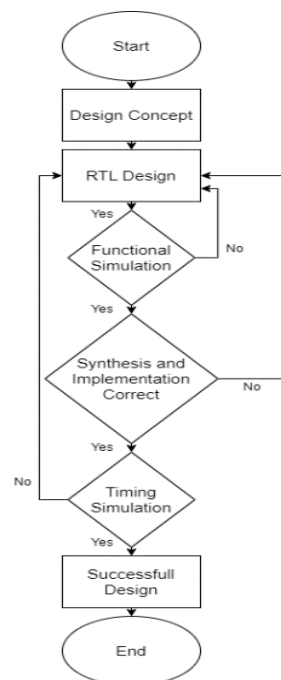 Start
Design Concept
RTL Design
Yes
Functional
Simulation
No
Yes
Synthesis and
Implementation
Correct
No
Yes
Timing
Simulation
No
Yes
Successfull
Design
End